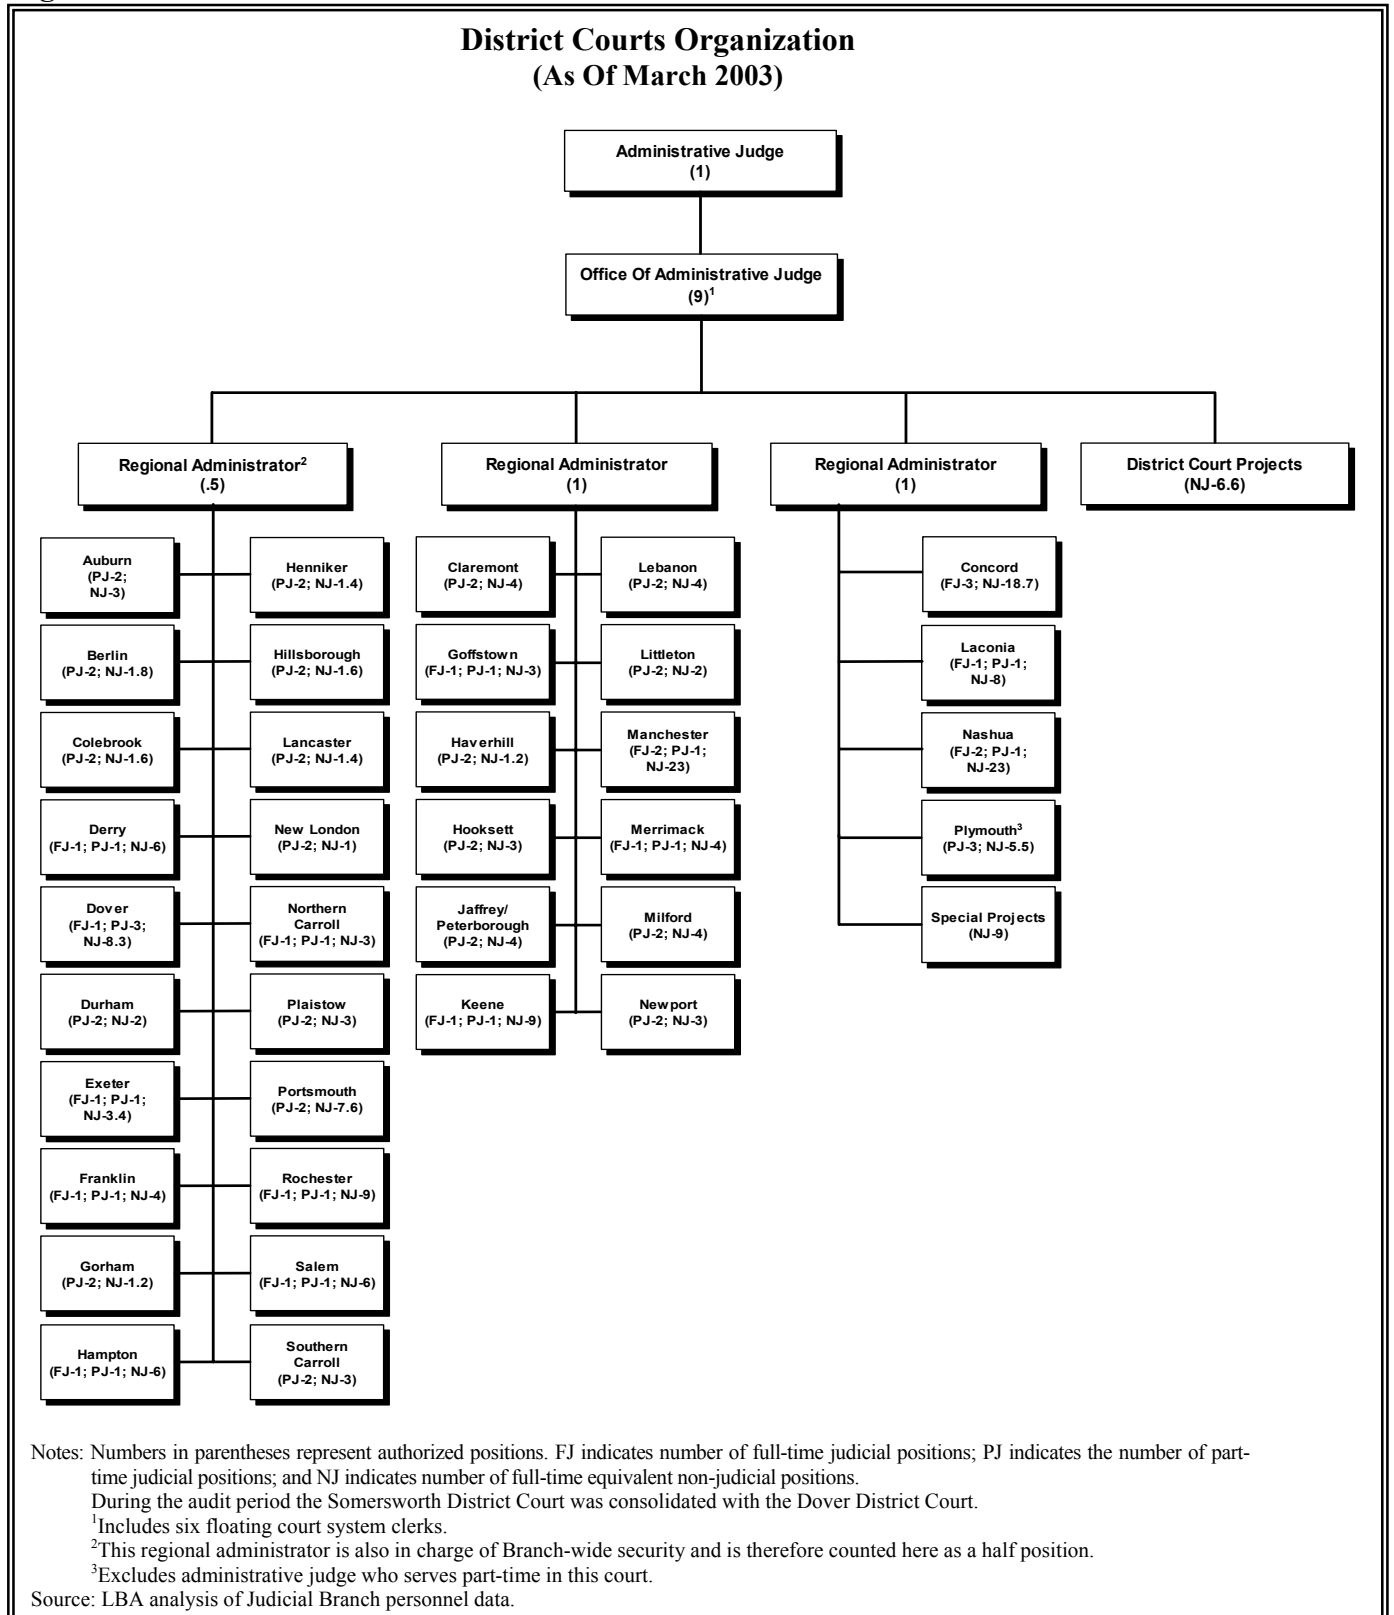 District Courts Organization
(As Of March 2003)
Administrative Judge
(1)
Office Of Administrative Judge
(9)¹
Regional Administrator²
(.5)
Regional Administrator
(1)
Regional Administrator
(1)
District Court Projects
(NJ-6.6)
Auburn
(PJ-2;
NJ-3)
Henniker
(PJ-2; NJ-1.4)
Berlin
(PJ-2; NJ-1.8)
Hillsborough
(PJ-2; NJ-1.6)
Colebrook
(PJ-2; NJ-1.6)
Lancaster
(PJ-2; NJ-1.4)
Derry
(FJ-1; PJ-1; NJ-6)
New London
(PJ-2; NJ-1)
Dover
(FJ-1; PJ-3;
NJ-8.3)
Northern
Carroll
(FJ-1; PJ-1; NJ-3)
Durham
(PJ-2; NJ-2)
Plaistow
(PJ-2; NJ-3)
Exeter
(FJ-1; PJ-1;
NJ-3.4)
Portsmouth
(PJ-2; NJ-7.6)
Franklin
(FJ-1; PJ-1; NJ-4)
Rochester
(FJ-1; PJ-1; NJ-9)
Gorham
(PJ-2; NJ-1.2)
Salem
(FJ-1; PJ-1; NJ-6)
Hampton
(FJ-1; PJ-1; NJ-6)
Southern
Carroll
(PJ-2; NJ-3)
Claremont
(PJ-2; NJ-4)
Lebanon
(PJ-2; NJ-4)
Goffstown
(FJ-1; PJ-1; NJ-3)
Littleton
(PJ-2; NJ-2)
Haverhill
(PJ-2; NJ-1.2)
Manchester
(FJ-2; PJ-1;
NJ-23)
Hooksett
(PJ-2; NJ-3)
Merrimack
(FJ-1; PJ-1; NJ-4)
Jaffrey/
Peterborough
(PJ-2; NJ-4)
Milford
(PJ-2; NJ-4)
Keene
(FJ-1; PJ-1; NJ-9)
Newport
(PJ-2; NJ-3)
Concord
(FJ-3; NJ-18.7)
Laconia
(FJ-1; PJ-1;
NJ-8)
Nashua
(FJ-2; PJ-1;
NJ-23)
Plymouth³
(PJ-3; NJ-5.5)
Special Projects
(NJ-9)
Notes: Numbers in parentheses represent authorized positions. FJ indicates number of full-time judicial positions; PJ indicates the number of part-
time judicial positions; and NJ indicates number of full-time equivalent non-judicial positions.
During the audit period the Somersworth District Court was consolidated with the Dover District Court.
¹Includes six floating court system clerks.
²This regional administrator is also in charge of Branch-wide security and is therefore counted here as a half position.
³Excludes administrative judge who serves part-time in this court.
Source: LBA analysis of Judicial Branch personnel data.